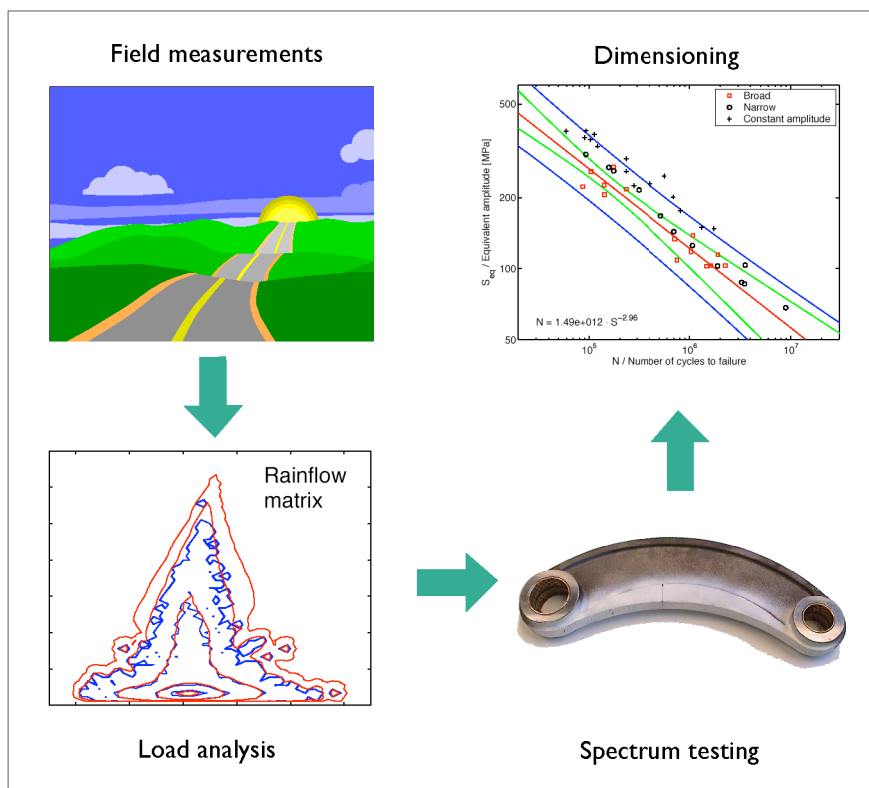 Field measurements
Dimensioning
500
200
100
50
S_eq / Equivalent amplitude [MPa]
Broad
Narrow
Constant amplitude
N = 1.49e+012 · S^−2.96
10^5
10^6
10^7
N / Number of cycles to failure
Rainflow
matrix
Load analysis
Spectrum testing